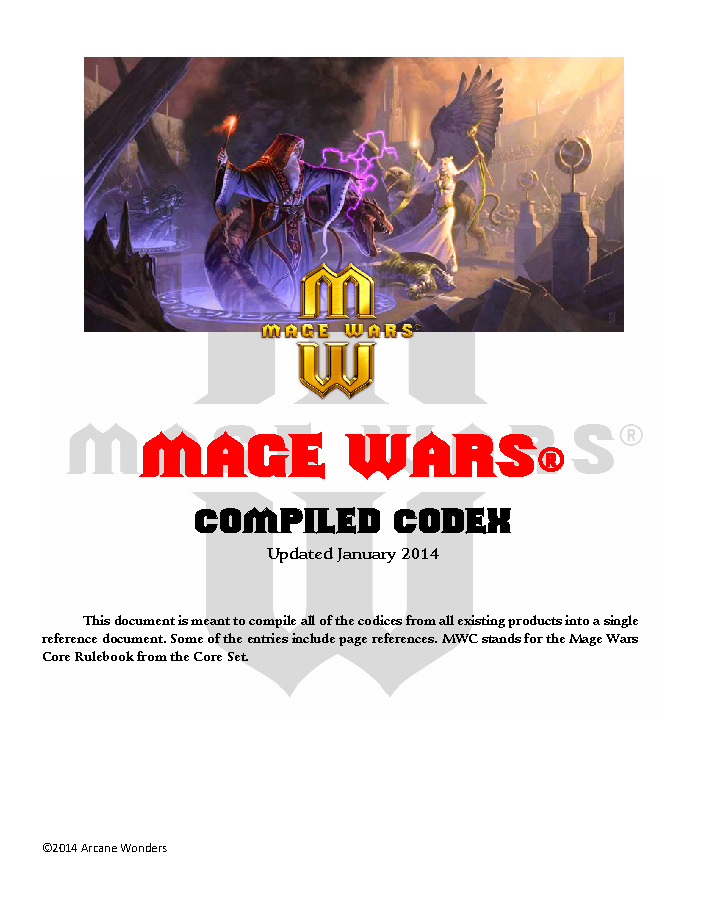 M
MAGE WARS®
W
MAGE WARS®
MAGE WARS®
COMPILED CODEX
Updated January 2014
This document is meant to compile all of the codices from all existing products into a single
reference document. Some of the entries include page references. MWC stands for the Mage Wars
Core Rulebook from the Core Set.
©2014 Arcane Wonders